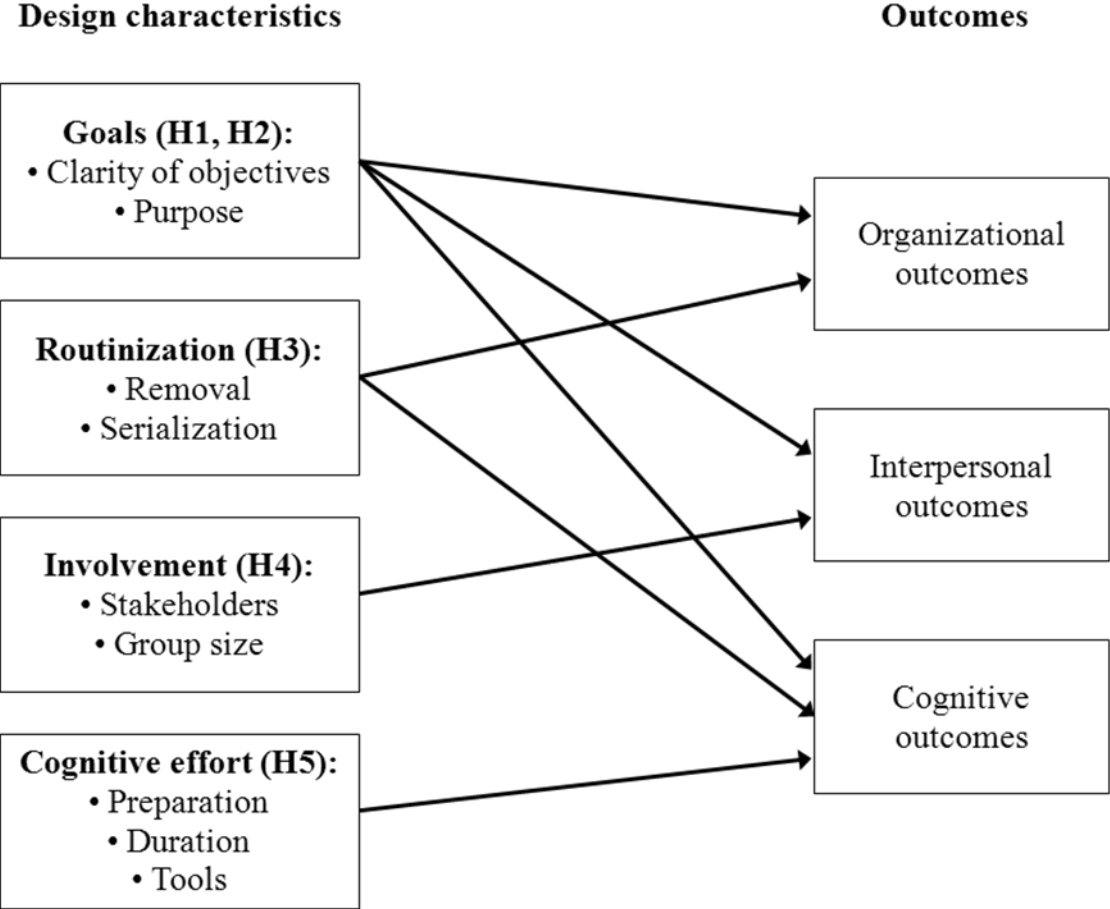 Design characteristics
Outcomes
Goals (H1, H2):
• Clarity of objectives
• Purpose
Routinization (H3):
• Removal
• Serialization
Involvement (H4):
• Stakeholders
• Group size
Cognitive effort (H5):
• Preparation
• Duration
• Tools
Organizational
outcomes
Interpersonal
outcomes
Cognitive
outcomes